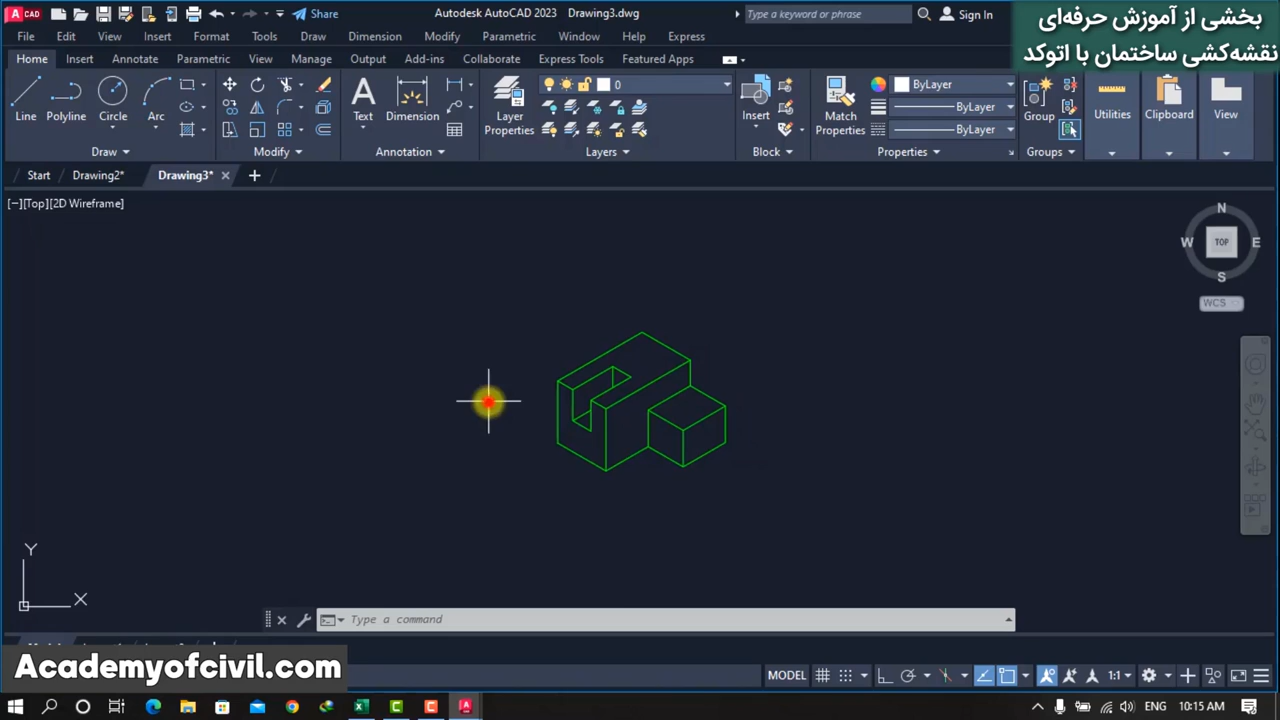 CAD
Share
Autodesk AutoCAD 2023 Drawing3.dwg
Type a keyword or phrase
Sign In
بخشی از آموزش حرفه‌ای
نقشه‌کشی ساختمان با اتوکد
File Edit View Insert Format Tools Draw Dimension Modify Parametric Window Help Express
Home Insert Annotate Parametric View Manage Output Add-ins Collaborate Express Tools Featured Apps
0
ByLayer
ByLayer
ByLayer
Line Polyline Circle Arc
Text Dimension
Layer Properties
Insert
Match Properties
Group
Utilities
Clipboard
View
Draw Modify Annotation Layers Block Properties Groups
Start Drawing2* Drawing3*
[−][Top][2D Wireframe]
N
W TOP E
S
WCS
Y
X
Type a command
Academyofcivil.com
MODEL
1:1
ENG
10:15 AM